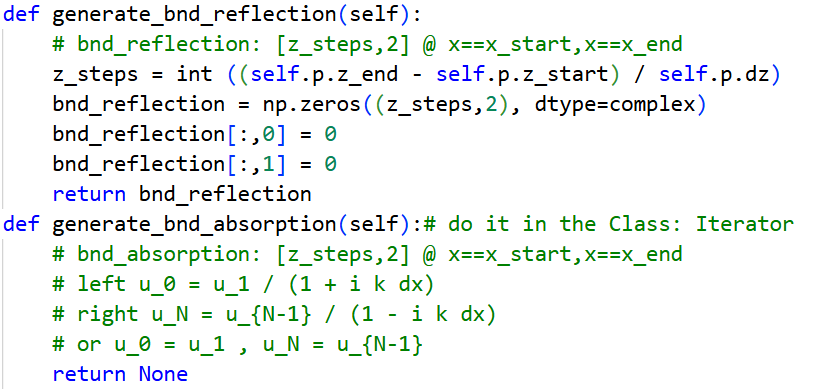 def generate_bnd_reflection(self):
    # bnd_reflection: [z_steps,2] @ x==x_start,x==x_end
    z_steps = int ((self.p.z_end - self.p.z_start) / self.p.dz)
    bnd_reflection = np.zeros((z_steps,2), dtype=complex)
    bnd_reflection[:,0] = 0
    bnd_reflection[:,1] = 0
    return bnd_reflection
def generate_bnd_absorption(self):# do it in the Class: Iterator
    # bnd_absorption: [z_steps,2] @ x==x_start,x==x_end
    # left u_0 = u_1 / (1 + i k dx)
    # right u_N = u_{N-1} / (1 - i k dx)
    # or u_0 = u_1 , u_N = u_{N-1}
    return None